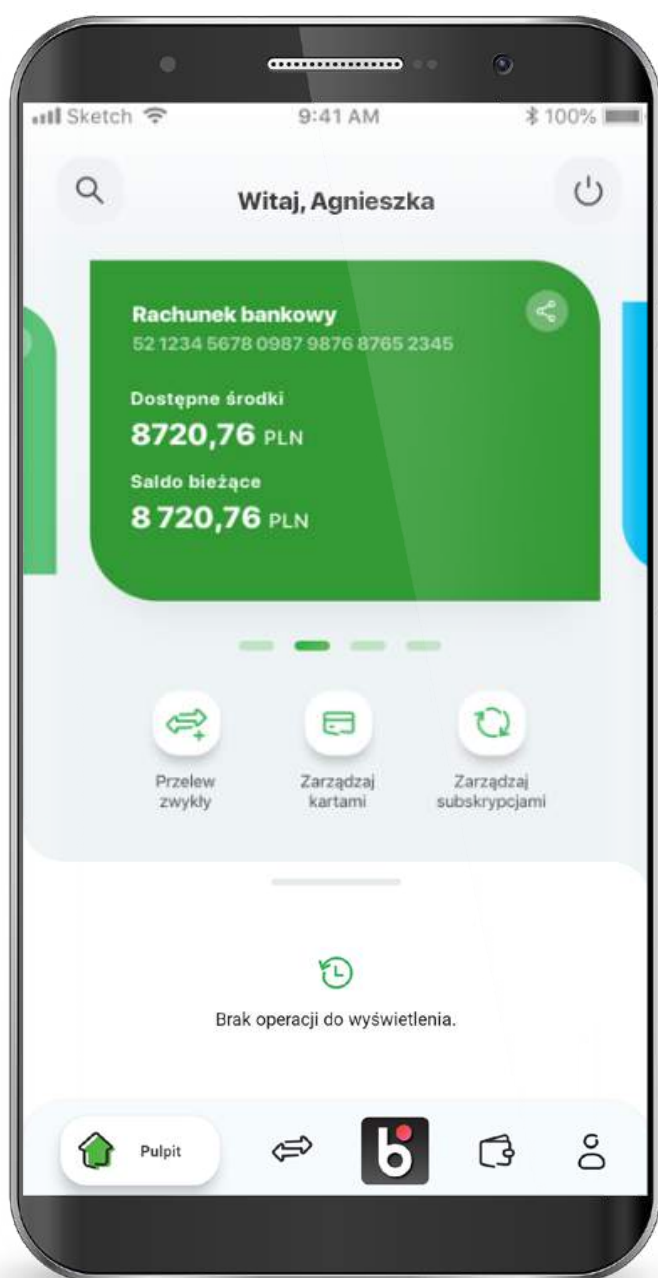 Sketch 9:41 AM 100%
Witaj, Agnieszka
Rachunek bankowy
52 1234 5678 0987 9876 8765 2345
Dostępne środki
8720,76 PLN
Saldo bieżące
8 720,76 PLN
Przelew
zwykły
Zarządzaj
kartami
Zarządzaj
subskrypcjami
Brak operacji do wyświetlenia.
Pulpit